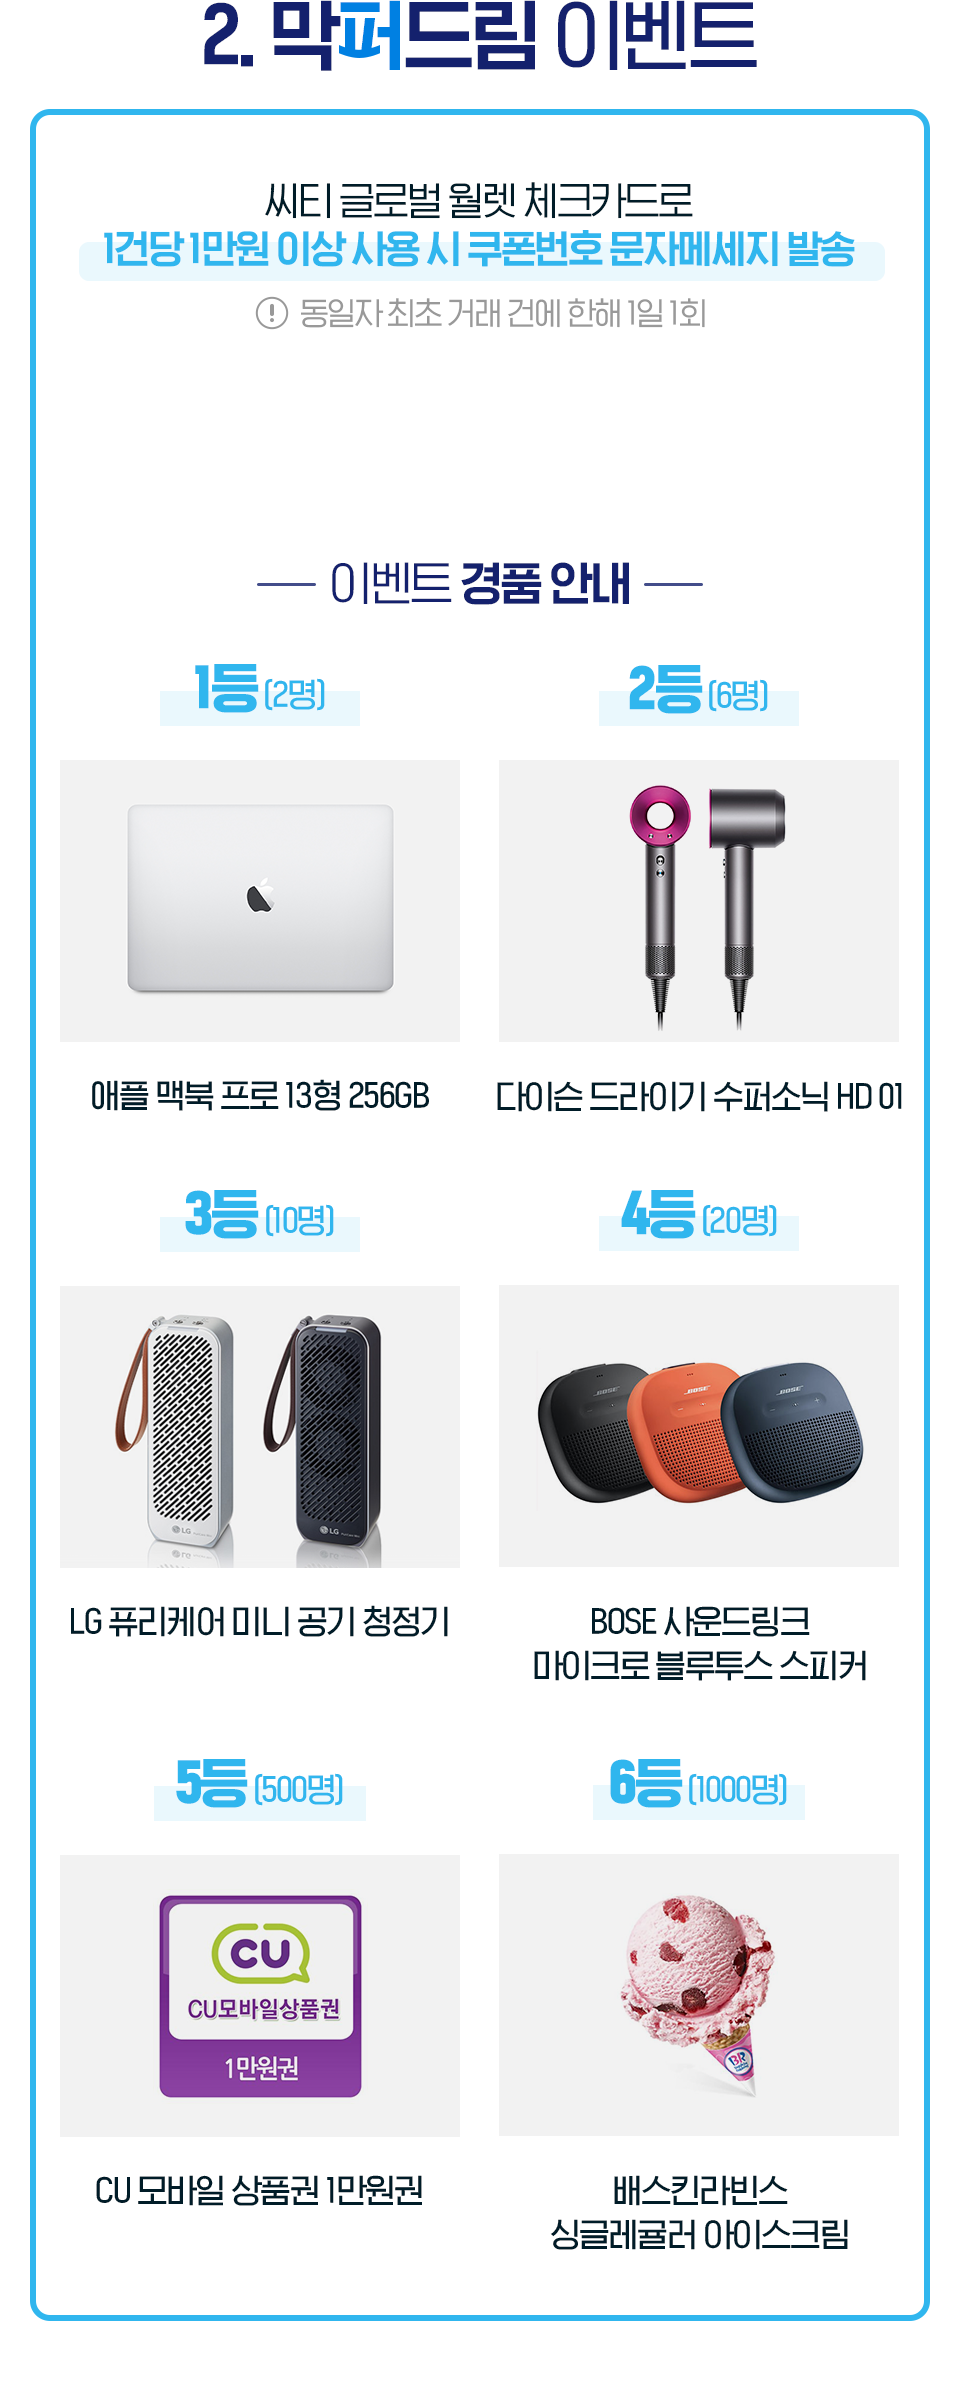 2. 막퍼드림 이벤트
씨티 글로벌 월렛 체크카드로
1건당 1만원 이상 사용 시 쿠폰번호 문자메세지 발송
! 동일자 최초 거래 건에 한해 1일 1회
이벤트 경품 안내
1등 (2명)
2등 (6명)
애플 맥북 프로 13형 256GB
다이슨 드라이기 수퍼소닉 HD 01
3등 (10명)
4등 (20명)
LG
LG
BOSE
BOSE
BOSE
LG 퓨리케어 미니 공기 청정기
BOSE 사운드링크
마이크로 블루투스 스피커
5등 (500명)
6등 (1000명)
CU
CU모바일상품권
1만원권
BR
CU 모바일 상품권 1만원권
배스킨라빈스
싱글레귤러 아이스크림